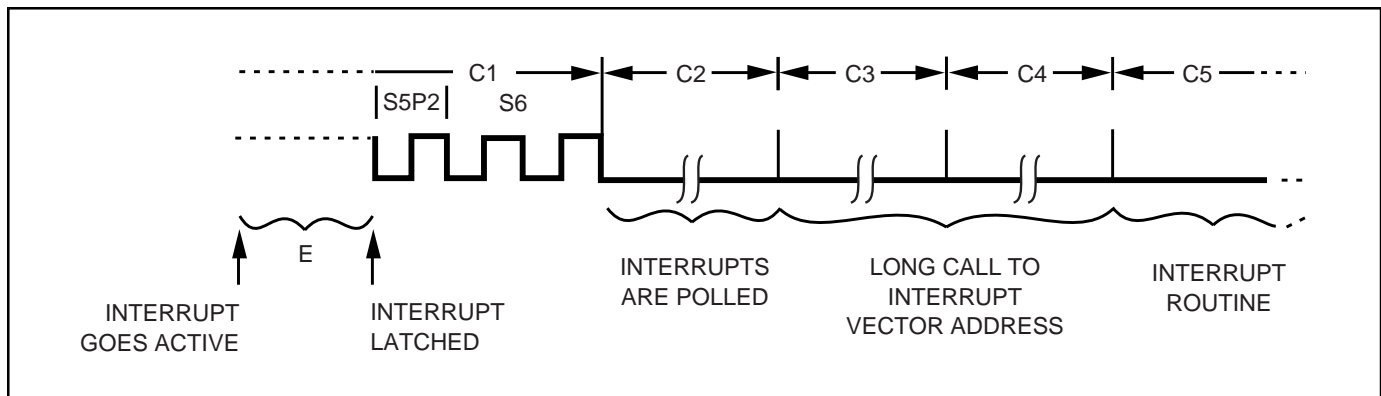 C1 C2 C3 C4 C5
S5P2 S6
E
INTERRUPT
GOES ACTIVE
INTERRUPT
LATCHED
INTERRUPTS
ARE POLLED
LONG CALL TO
INTERRUPT
VECTOR ADDRESS
INTERRUPT
ROUTINE